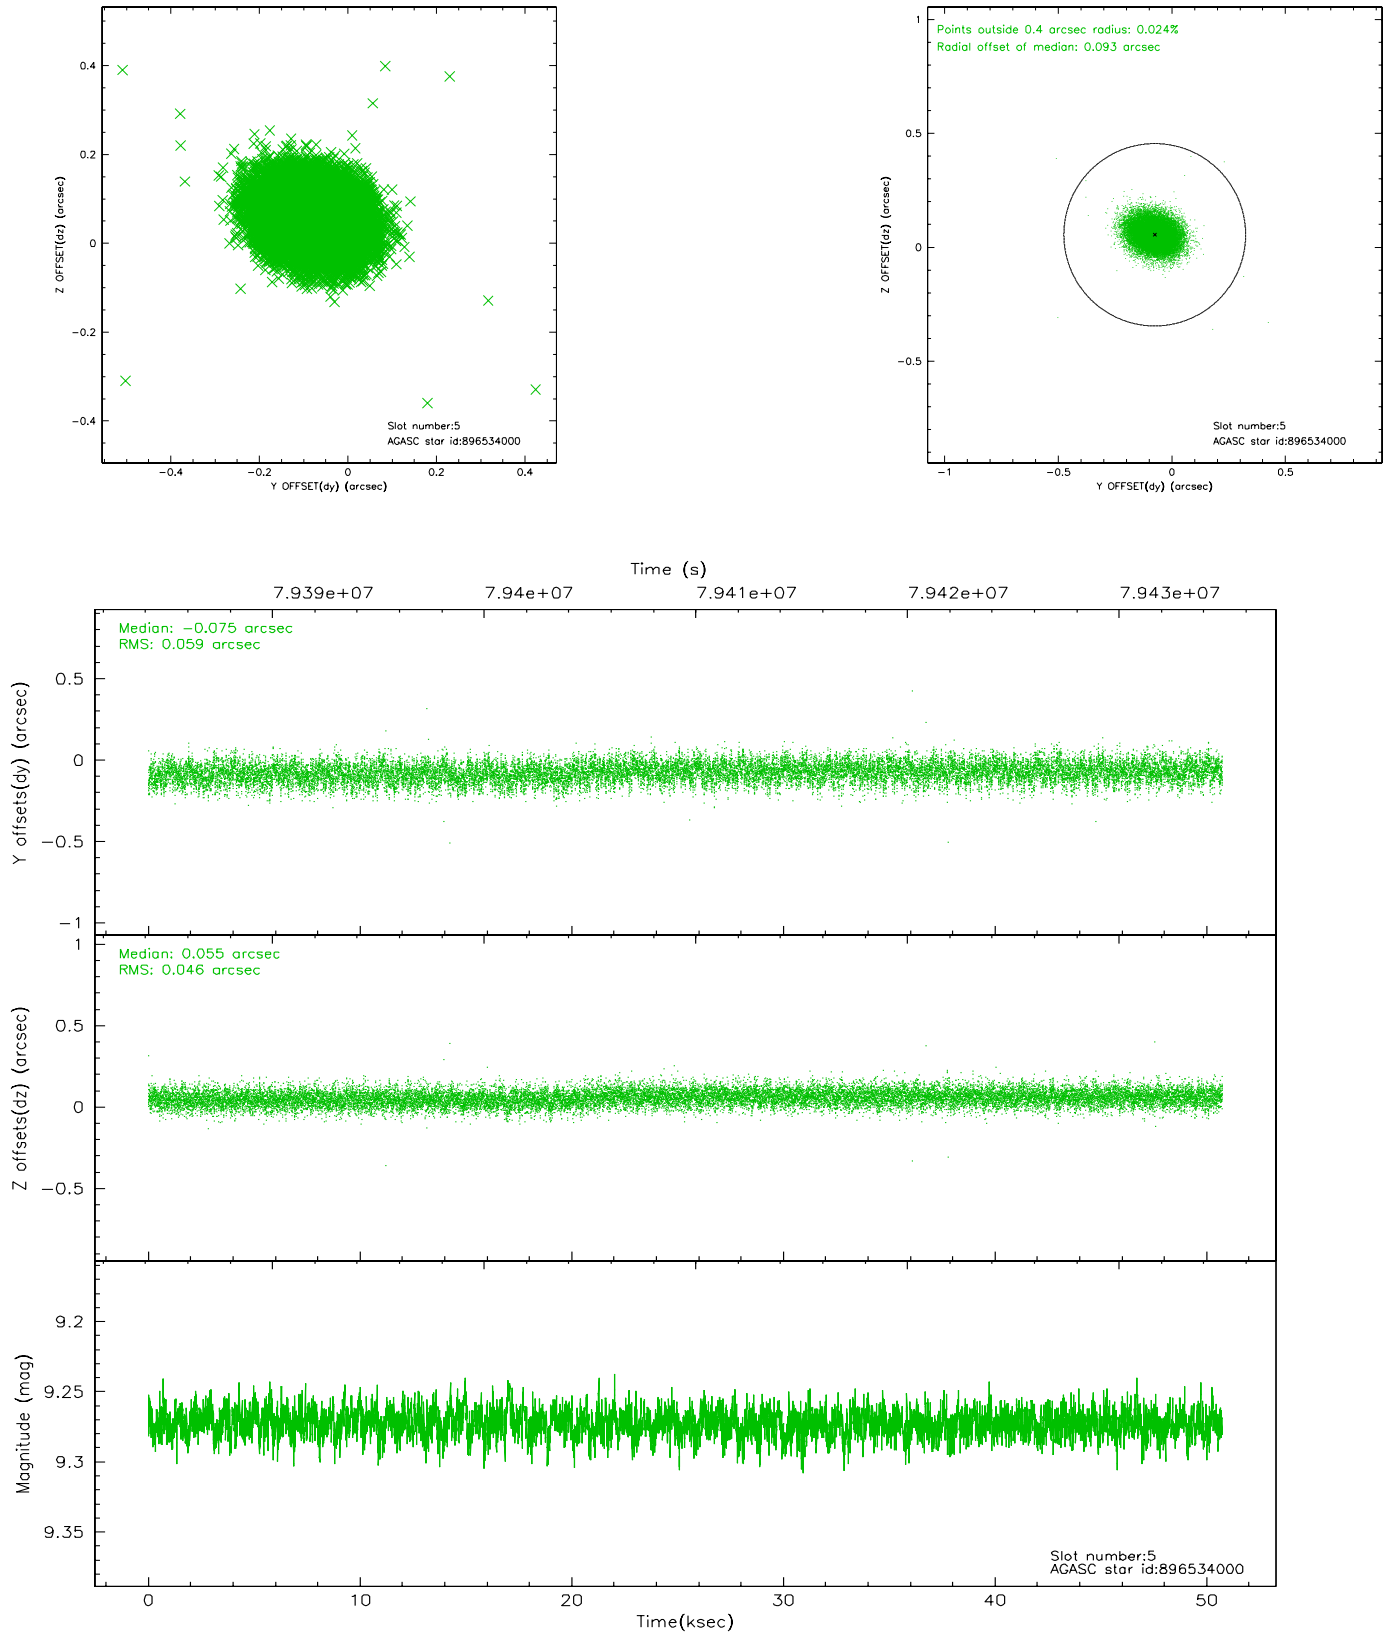 0.4
0.2
0
−0.2
−0.4
Z OFFSET(dz) (arcsec)
−0.4
−0.2
0
0.2
0.4
Y OFFSET(dy) (arcsec)
Slot number:5
AGASC star id:896534000
Points outside 0.4 arcsec radius: 0.024%
Radial offset of median: 0.093 arcsec
1
0.5
0
−0.5
Z OFFSET(dz) (arcsec)
−1
−0.5
0
0.5
Y OFFSET(dy) (arcsec)
Slot number:5
AGASC star id:896534000
Time (s)
7.939e+07
7.94e+07
7.941e+07
7.942e+07
7.943e+07
Median: −0.075 arcsec
RMS: 0.059 arcsec
0.5
0
−0.5
−1
Y offsets(dy) (arcsec)
Median: 0.055 arcsec
RMS: 0.046 arcsec
1
0.5
0
−0.5
Z offsets(dz) (arcsec)
9.2
9.25
9.3
9.35
Magnitude (mag)
Slot number:5
AGASC star id:896534000
0
10
20
30
40
50
Time(ksec)